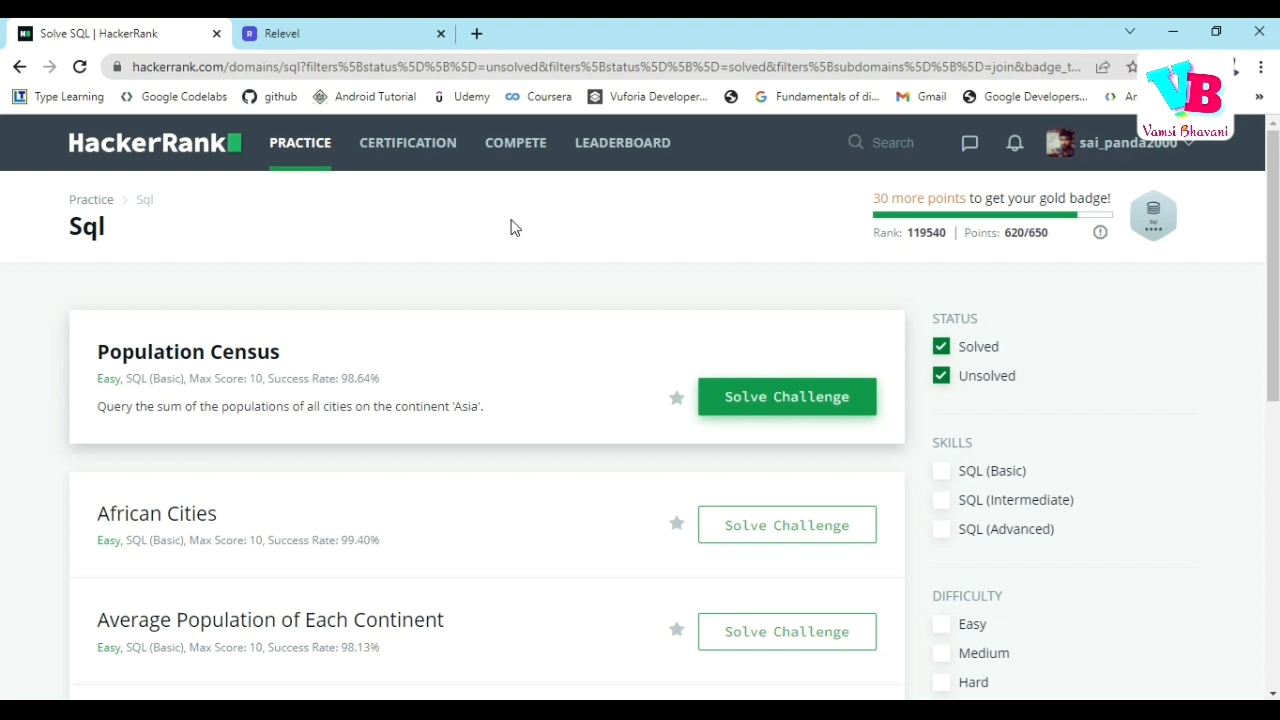 Solve SQL | HackerRank
Relevel
hackerrank.com/domains/sql?filters%5Bstatus%5D%5B%5D=unsolved&filters%5Bstatus%5D%5B%5D=solved&filters%5Bsubdomains%5D%5B%5D=join&badge_t...
LT Type Learning Google Codelabs github Android Tutorial Udemy Coursera Vuforia Developer... Fundamentals of di... Gmail Google Developers... Ar
VB
Vamsi Bhavani
HackerRank PRACTICE CERTIFICATION COMPETE LEADERBOARD Search sai_panda2000
Practice > Sql
Sql
30 more points to get your gold badge!
Rank: 119540 | Points: 620/650
Sql
Population Census
Easy, SQL (Basic), Max Score: 10, Success Rate: 98.64%
Query the sum of the populations of all cities on the continent 'Asia'.
Solve Challenge
African Cities
Easy, SQL (Basic), Max Score: 10, Success Rate: 99.40%
Solve Challenge
Average Population of Each Continent
Easy, SQL (Basic), Max Score: 10, Success Rate: 98.13%
Solve Challenge
STATUS
Solved
Unsolved
SKILLS
SQL (Basic)
SQL (Intermediate)
SQL (Advanced)
DIFFICULTY
Easy
Medium
Hard